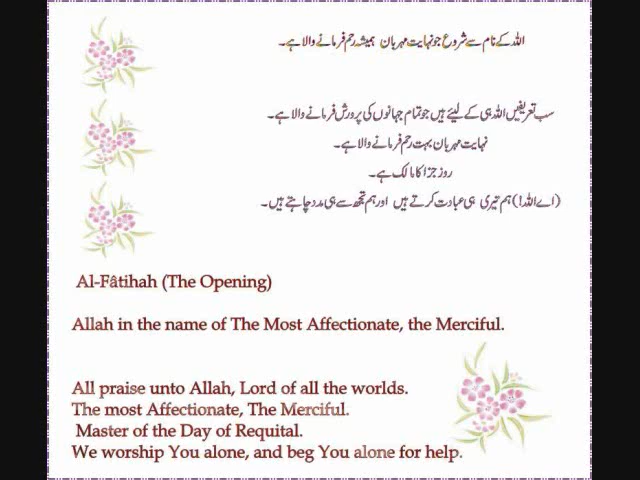 اللہ کے نام سے شروع جو نہایت مہربان ہمیشہ رحم فرمانے والا ہے۔
سب تعریفیں اللہ ہی کے لیئے ہیں جو تمام جہانوں کی پرورش فرمانے والا ہے۔
نہایت مہربان بہت رحم فرمانے والا ہے۔
روز جزا کا مالک ہے۔
(اے اللہ!) ہم تیری ہی عبادت کرتے ہیں اور ہم تجھ سے ہی مدد چاہتے ہیں۔
Al-Fâtihah (The Opening)
Allah in the name of The Most Affectionate, the Merciful.
All praise unto Allah, Lord of all the worlds.
The most Affectionate, The Merciful.
Master of the Day of Requital.
We worship You alone, and beg You alone for help.